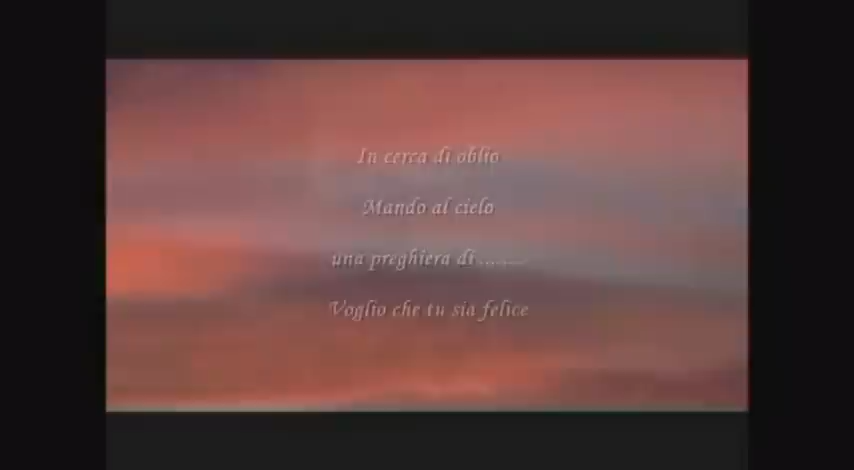 In cerca di oblio
Mando al cielo
una preghiera di ........
Voglio che tu sia felice